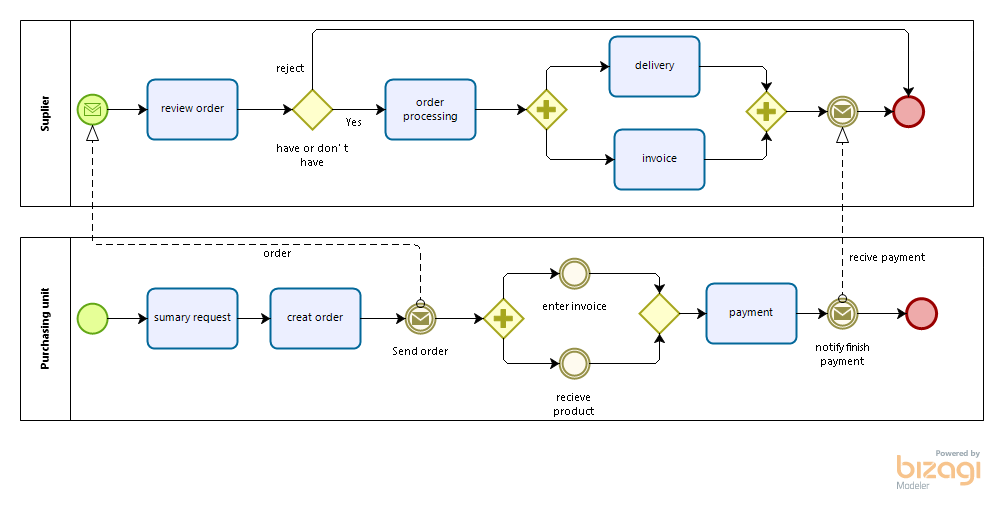 Suplier
review order
reject
have or don't
have
Yes
order
processing
delivery
invoice
order
recive payment
Purchasing unit
sumary request
creat order
Send order
enter invoice
recieve
product
payment
notify finish
payment
Powered by
bizagi
Modeler